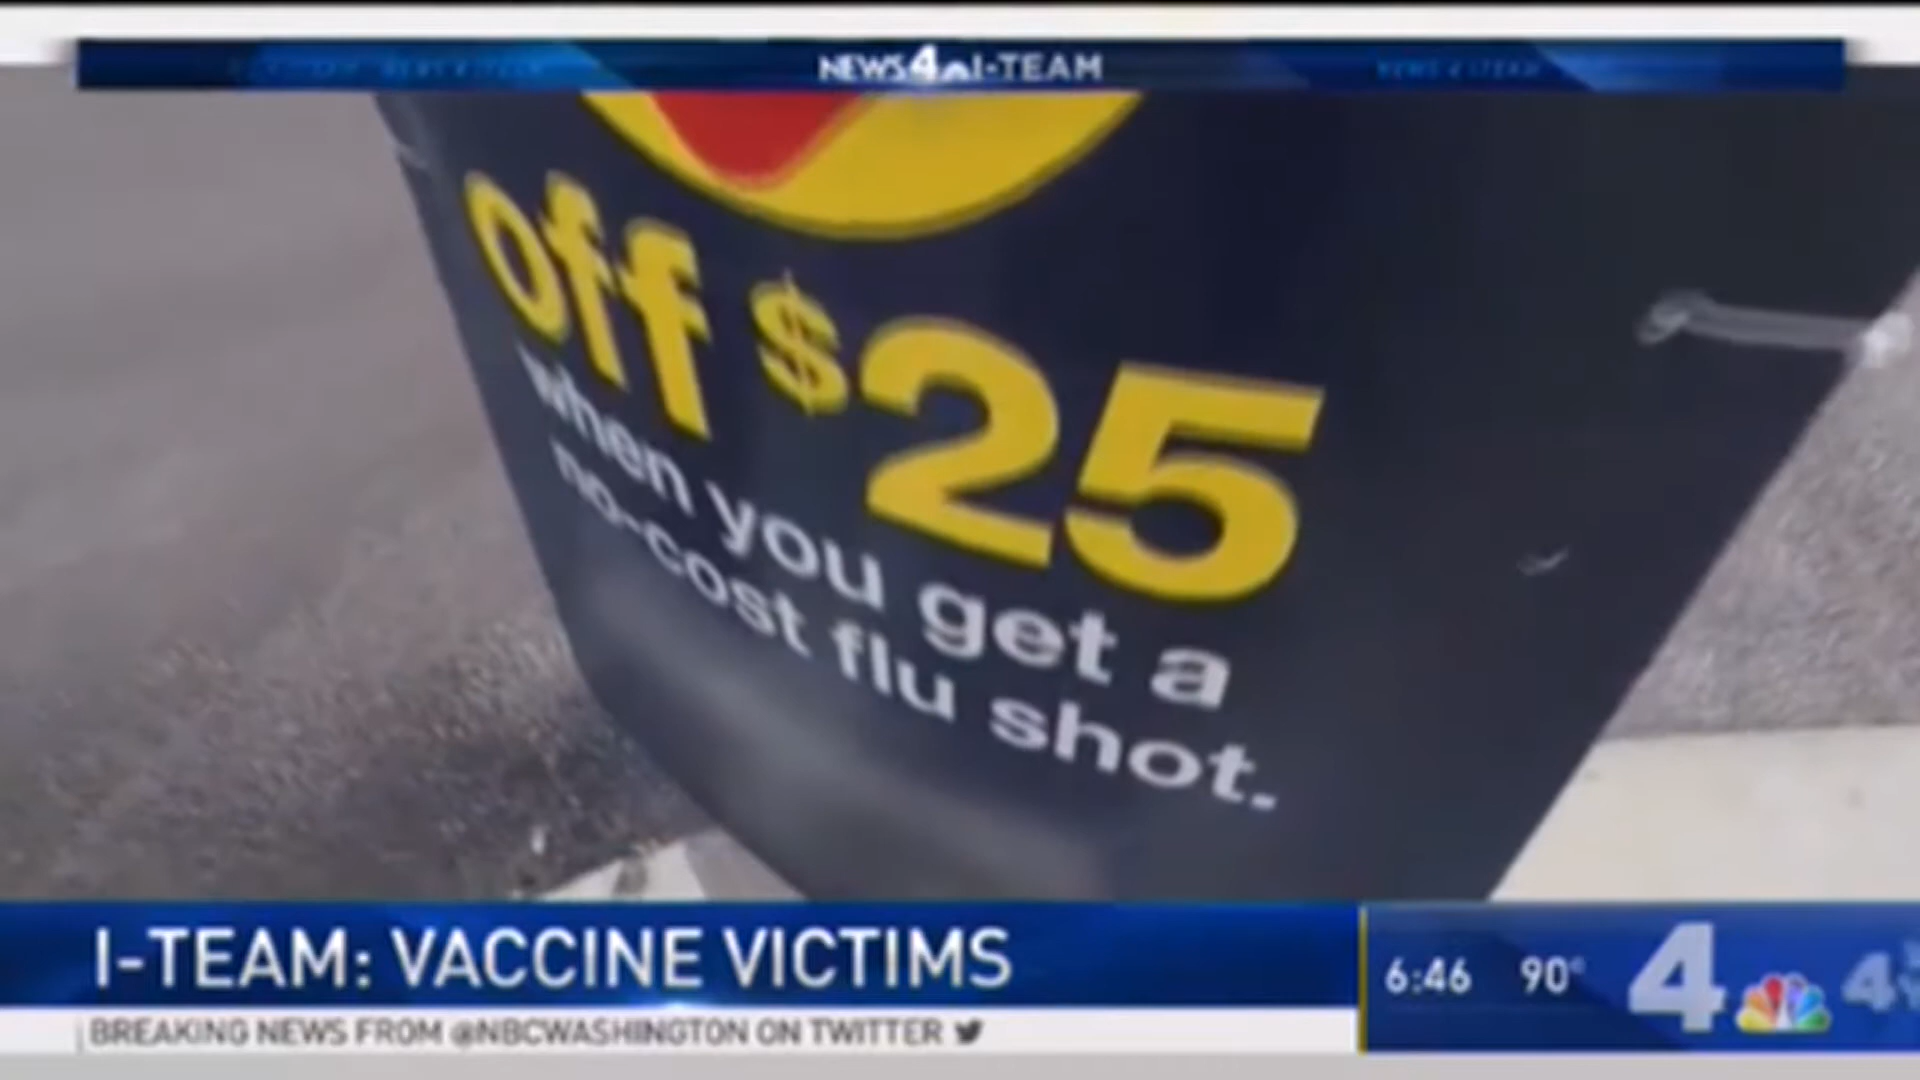 NEWS4 I-TEAM
off $25
when you get a
no-cost flu shot.
I-TEAM: VACCINE VICTIMS
6:46 90°
4
BREAKING NEWS FROM @NBCWASHINGTON ON TWITTER